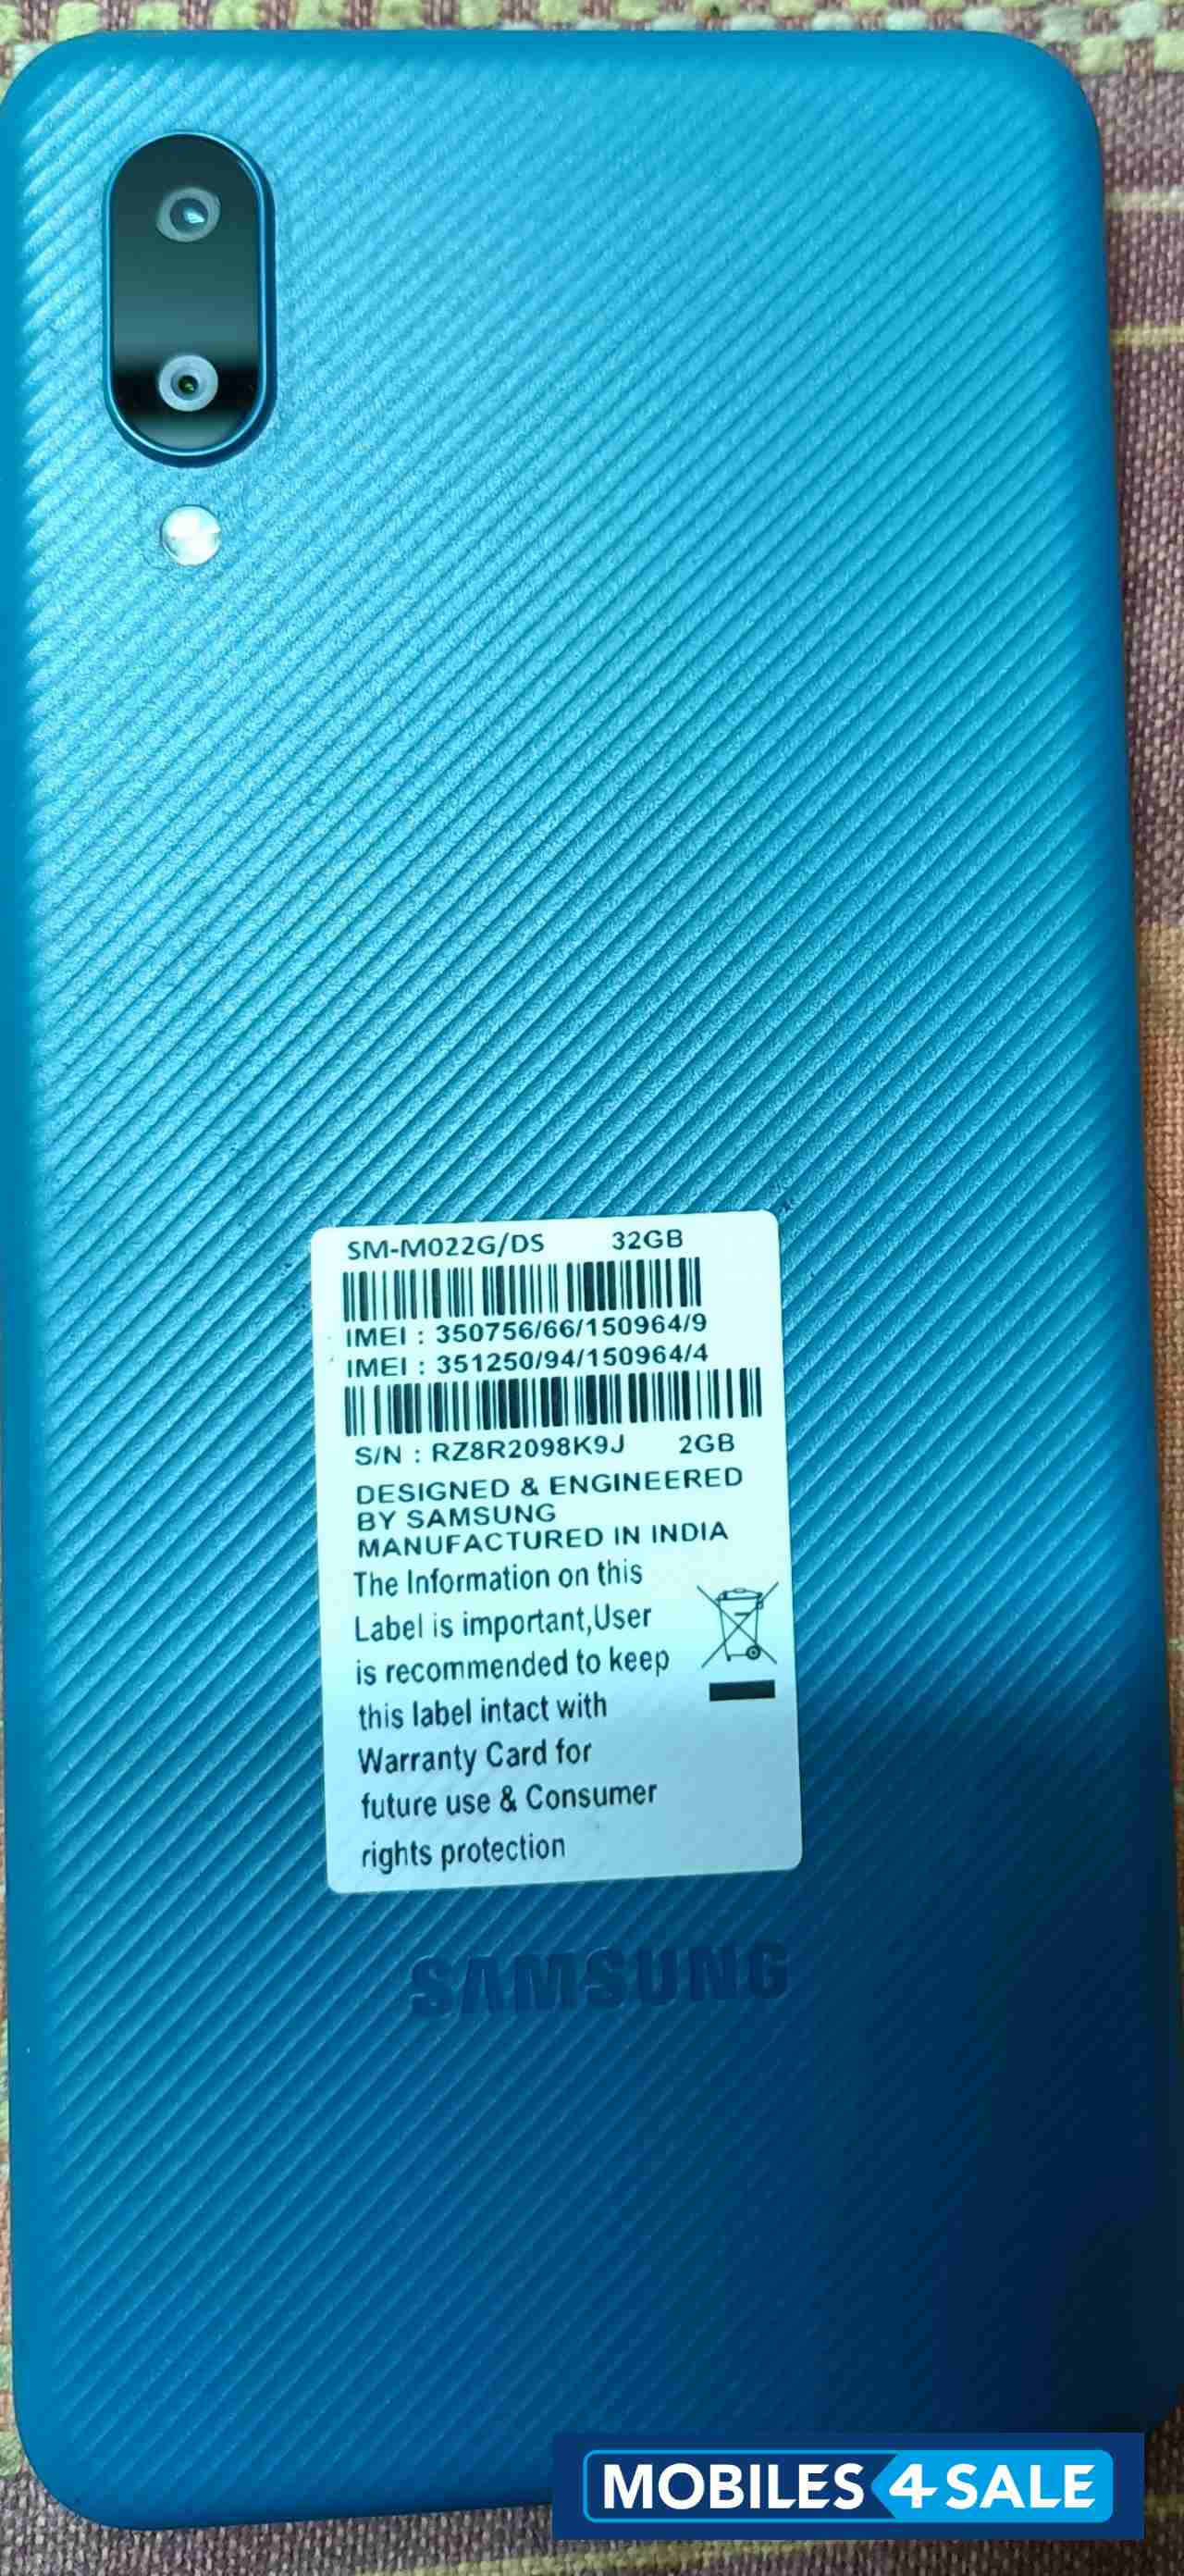 SM-M022G/DS 32GB
IMEI : 350756/66/150964/9
IMEI : 351250/94/150964/4
S/N : RZ8R2098K9J 2GB
DESIGNED & ENGINEERED
BY SAMSUNG
MANUFACTURED IN INDIA
The Information on this
Label is important,User
is recommended to keep
this label intact with
Warranty Card for
future use & Consumer
rights protection
SAMSUNG
MOBILES 4 SALE